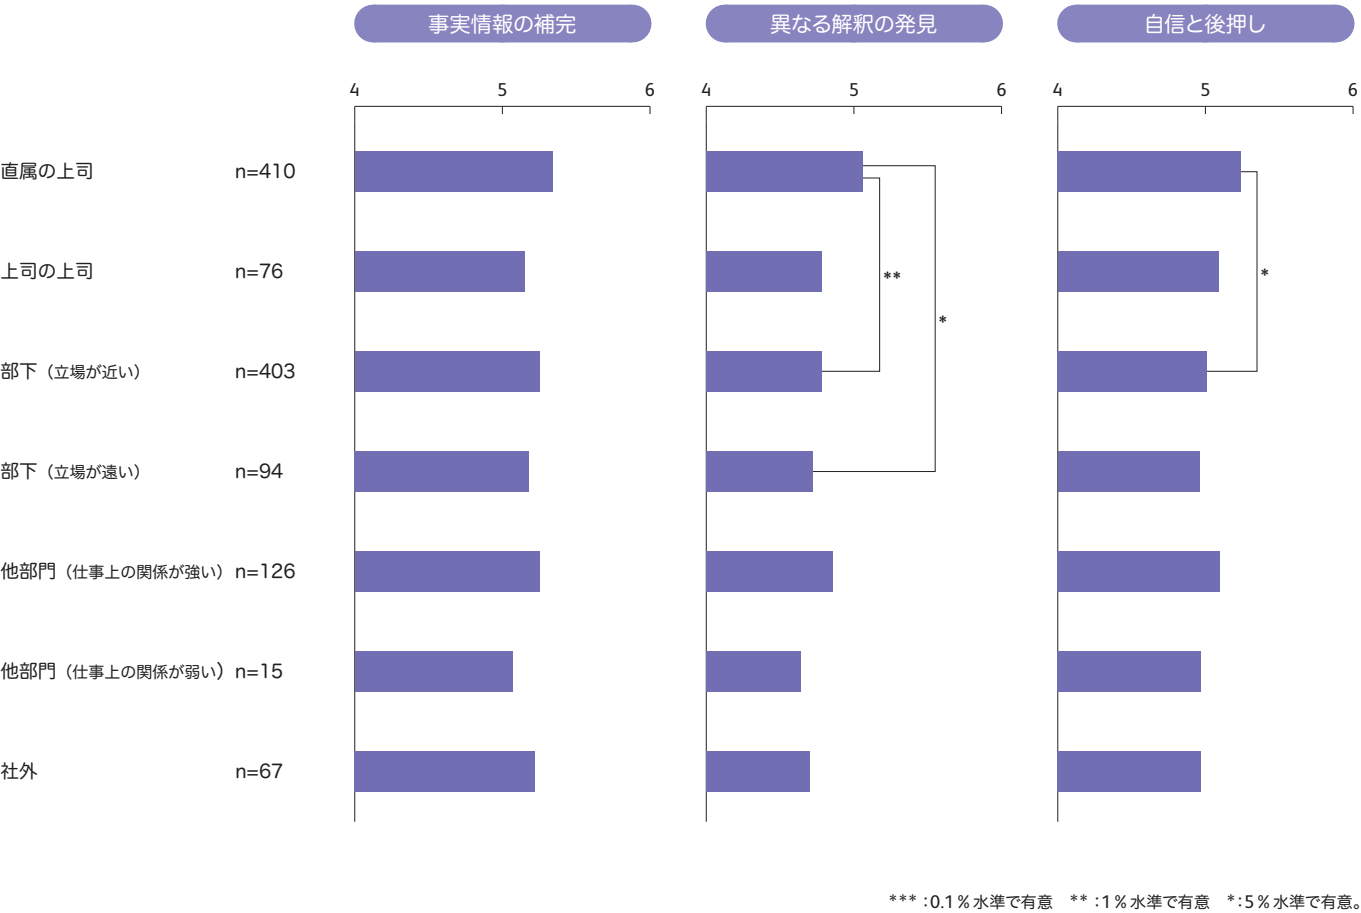 事実情報の補完 異なる解釈の発見 自信と後押し
4 5 6 4 5 6 4 5 6
直属の上司 n=410
上司の上司 n=76 ** *
*
部下（立場が近い） n=403
部下（立場が遠い） n=94
他部門（仕事上の関係が強い） n=126
他部門（仕事上の関係が弱い） n=15
社外 n=67
***：0.1％水準で有意 **：1％水準で有意 *：5％水準で有意。